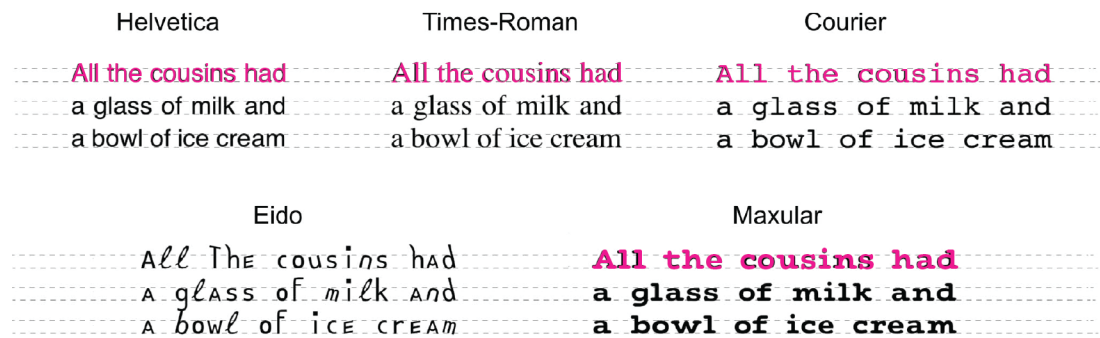 Helvetica
All the cousins had
a glass of milk and
a bowl of ice cream
Times-Roman
All the cousins had
a glass of milk and
a bowl of ice cream
Courier
All the cousins had
a glass of milk and
a bowl of ice cream
Eido
All ThE cousins hAd
A glAss of milk And
A bowl of icE crEAm
Maxular
All the cousins had
a glass of milk and
a bowl of ice cream